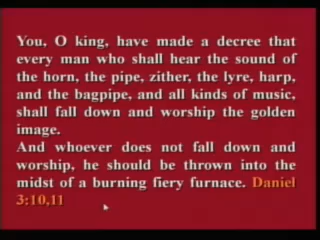 You, O king, have made a decree that
every man who shall hear the sound of
the horn, the pipe, zither, the lyre, harp,
and the bagpipe, and all kinds of music,
shall fall down and worship the golden
image.
And whoever does not fall down and
worship, he should be thrown into the
midst of a burning fiery furnace. Daniel
3:10,11